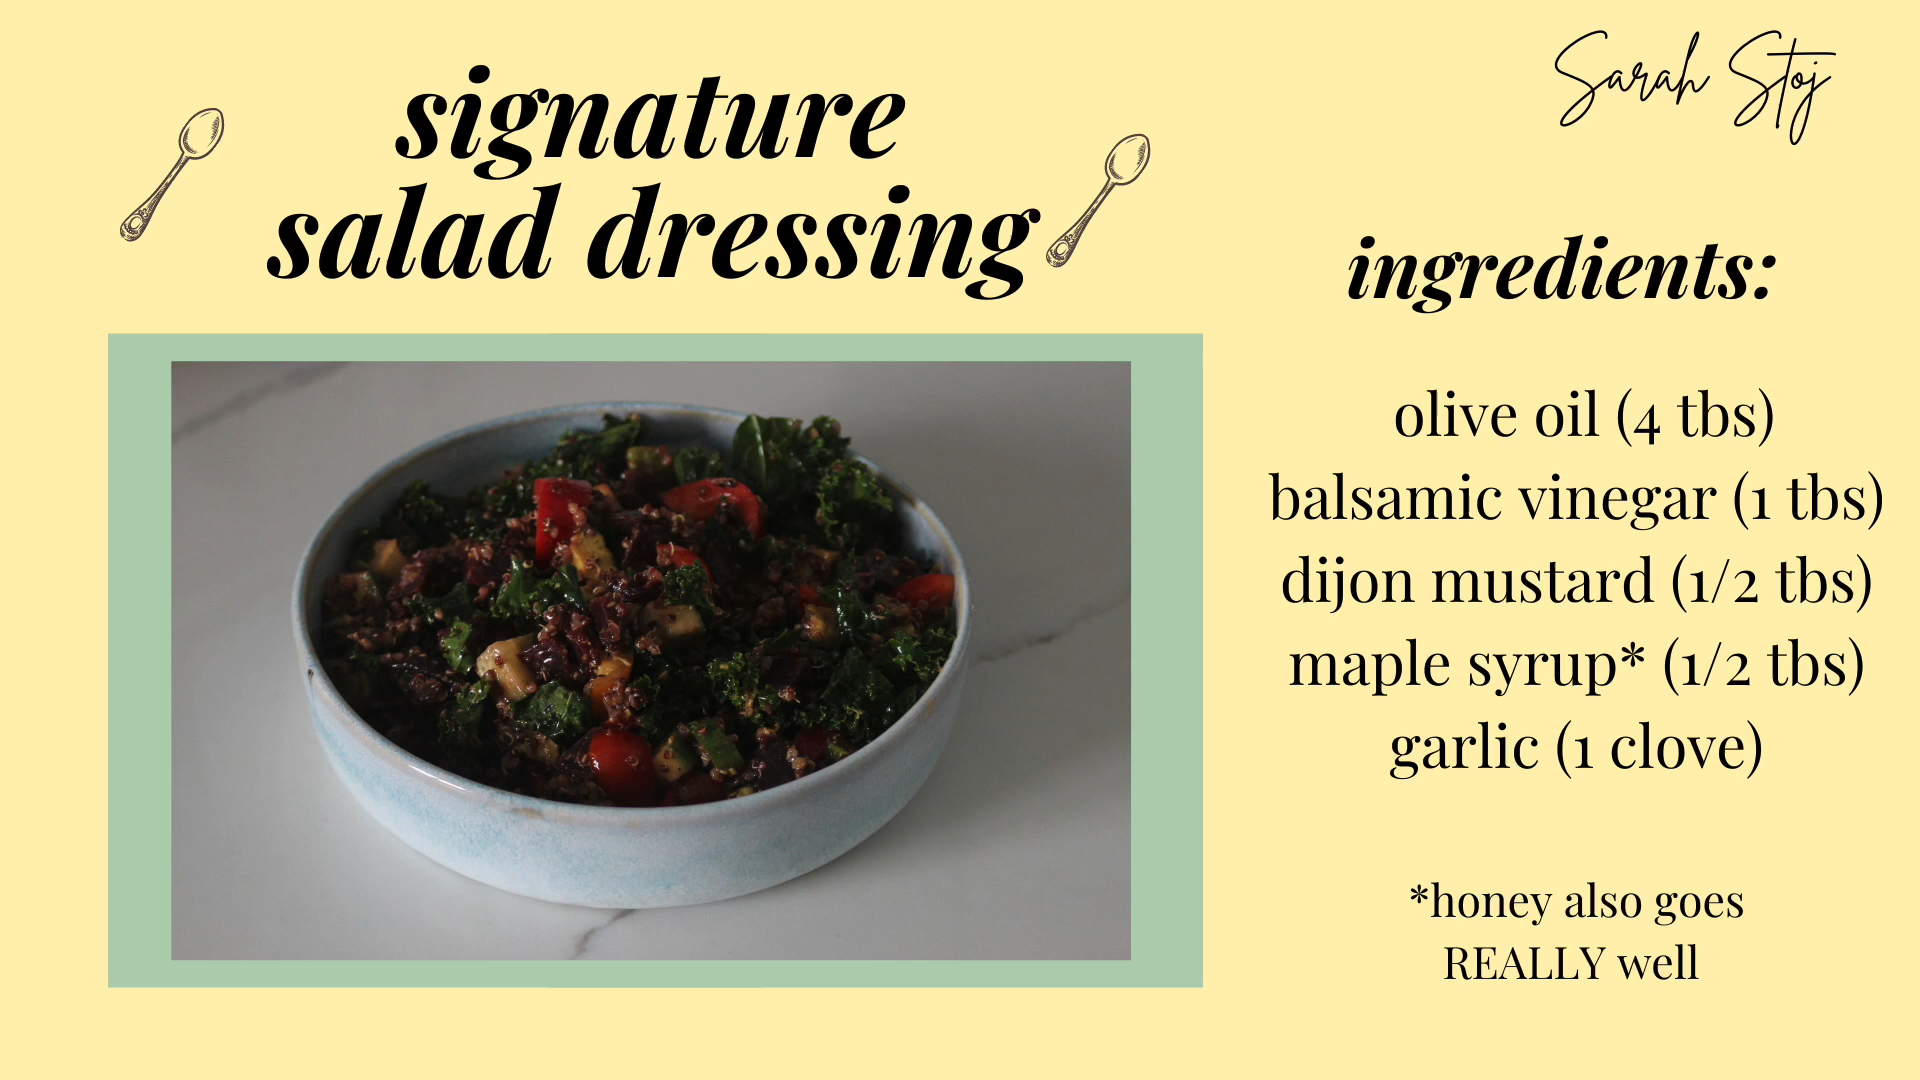 signature
salad dressing
Sarah Stoj
ingredients:
olive oil (4 tbs)
balsamic vinegar (1 tbs)
dijon mustard (1/2 tbs)
maple syrup* (1/2 tbs)
garlic (1 clove)
*honey also goes
REALLY well